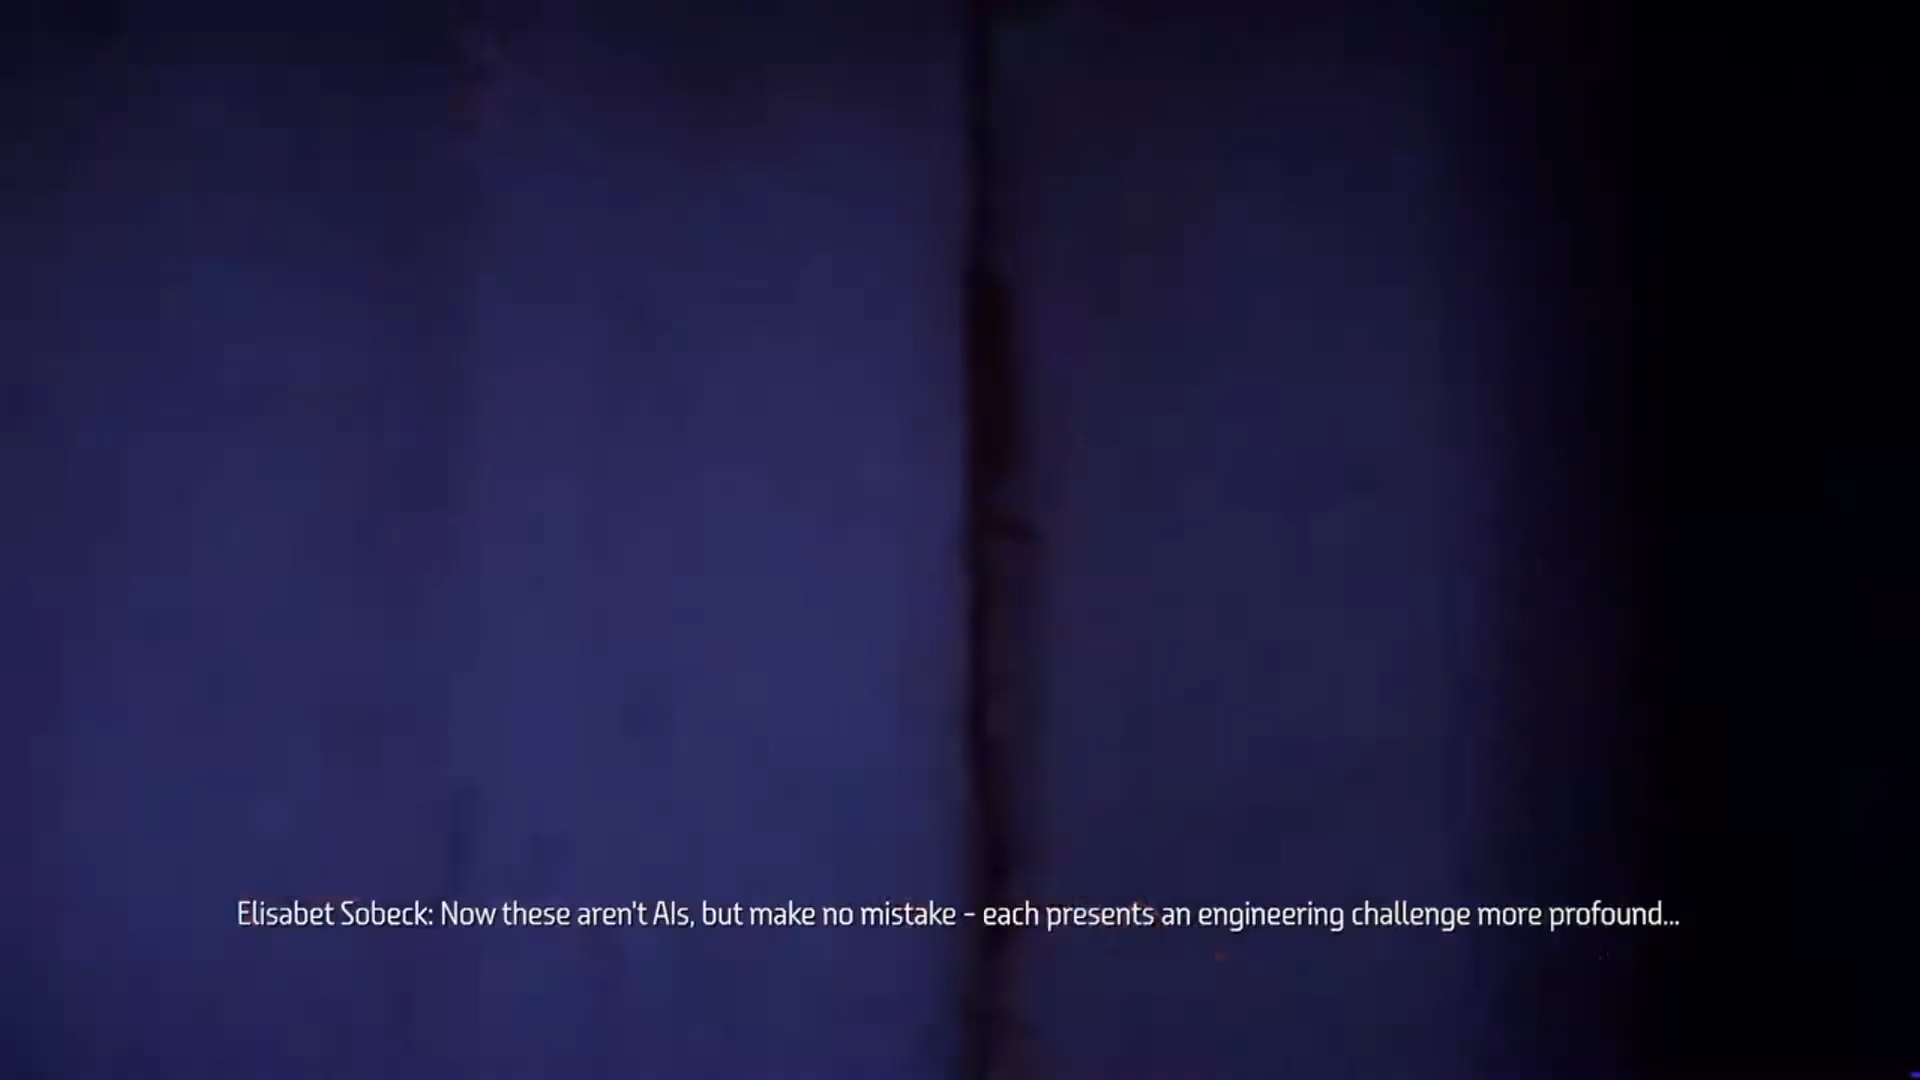 Elisabet Sobeck: Now these aren't AIs, but make no mistake - each presents an engineering challenge more profound...